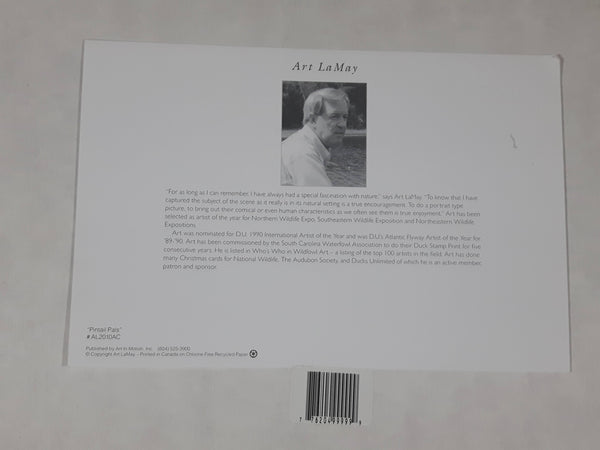 Art LaMay
"For as long as I can remember, I have always had a special fascination with nature," says Art LaMay. "To know that I have
captured the subject of the scene as it really is in its natural setting is a true encouragement. To do a portrait type
picture, to bring out their comical or even human characteristics as we often see them is true enjoyment." Art has been
selected as artist of the year for Northern Wildlife Expo, Southeastern Wildlife Exposition and Northeastern Wildlife
Expositions.
Art was nominated for D.U. 1990 International Artist of the Year and was D.U.'s Atlantic Flyway Artist of the Year for
'89-'90. Art has been commissioned by the South Carolina Waterfowl Association to do their Duck Stamp Print for five
consecutive years. He is listed in Who's Who in Wildfowl Art – a listing of the top 100 artists in the field. Art has done
many Christmas cards for National Wildlife, The Audubon Society, and Ducks Unlimited of which he is an active member,
patron and sponsor.
"Pintail Pals"
# AL2010AC
Published by Art In Motion, Inc. (604) 525-3900
© Copyright Art LaMay – Printed in Canada on Chlorine-Free Recycled Paper
7 76204 99999 9